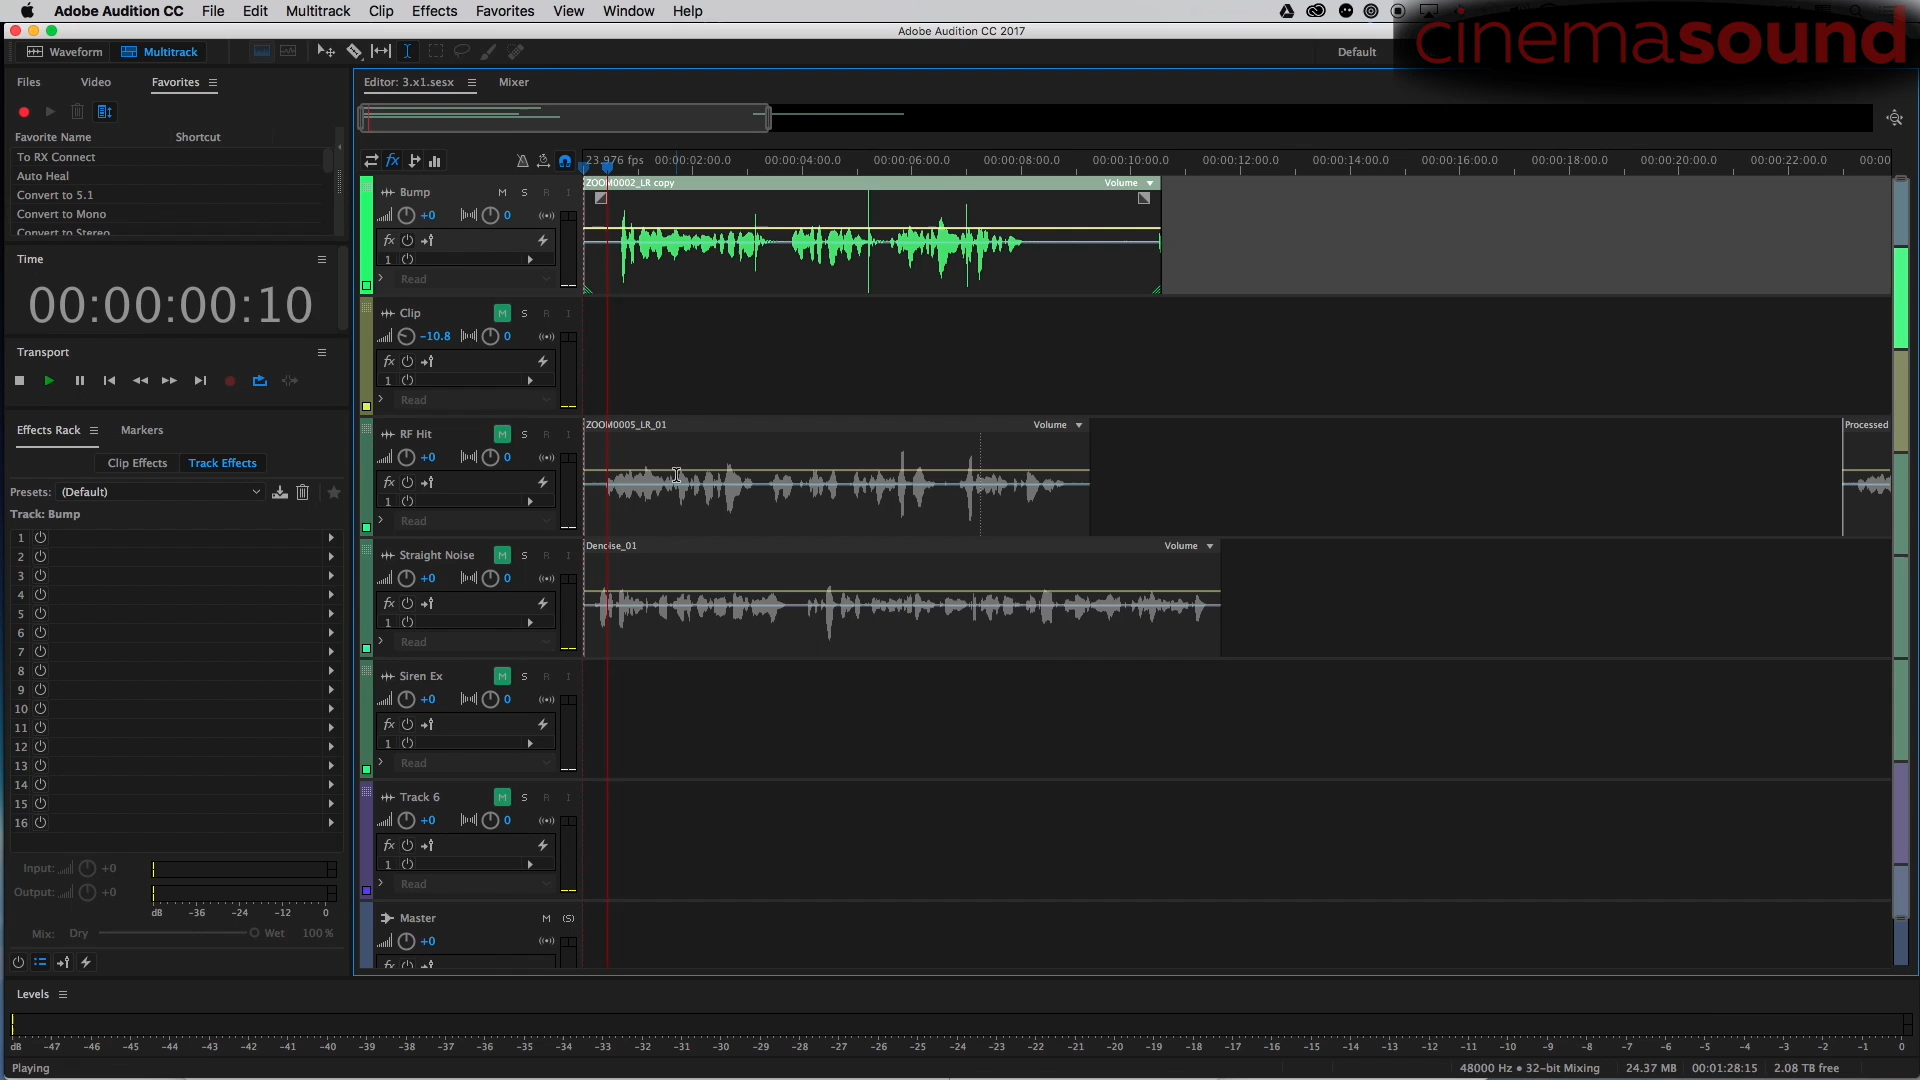 Adobe Audition CC File Edit Multitrack Clip Effects Favorites View Window Help
Adobe Audition CC 2017
cinemasound
Waveform Multitrack Default
Files Video Favorites
Editor: 3.x1.sesx Mixer
Favorite Name Shortcut
To RX Connect
Auto Heal
Convert to 5.1
Convert to Mono
Convert to Stereo
Time
00:00:00:10
Transport
Effects Rack Markers
Clip Effects Track Effects
Presets: (Default)
Track: Bump
1
2
3
4
5
6
7
8
9
10
11
12
13
14
15
16
Input: +0
Output: +0
dB -36 -24 -12 0
Mix: Dry Wet 100 %
fx 23.976 fps 00:00:02:00.0 00:00:04:00.0 00:00:06:00.0 00:00:08:00.0 00:00:10:00.0 00:00:12:00.0 00:00:14:00.0 00:00:16:00.0 00:00:18:00.0 00:00:20:00.0 00:00:22:00.0 00:00
Bump M S R I
ZOOM0002_LR copy Volume
+0 0
fx
1
Read
Clip M S R I
-10.8 0
fx
1
Read
RF Hit M S R I
ZOOM0005_LR_01 Volume Processed
+0 0
fx
1
Read
Straight Noise M S R I
Denoise_01 Volume
+0 0
fx
1
Read
Siren Ex M S R I
+0 0
fx
1
Read
Track 6 M S R I
+0 0
fx
1
Read
Master M (S)
+0
fx
Levels
dB -47 -46 -45 -44 -43 -42 -41 -40 -39 -38 -37 -36 -35 -34 -33 -32 -31 -30 -29 -28 -27 -26 -25 -24 -23 -22 -21 -20 -19 -18 -17 -16 -15 -14 -13 -12 -11 -10 -9 -8 -7 -6 -5 -4 -3 -2 -1 0
Playing 48000 Hz • 32-bit Mixing 24.37 MB 00:01:28:15 2.08 TB free